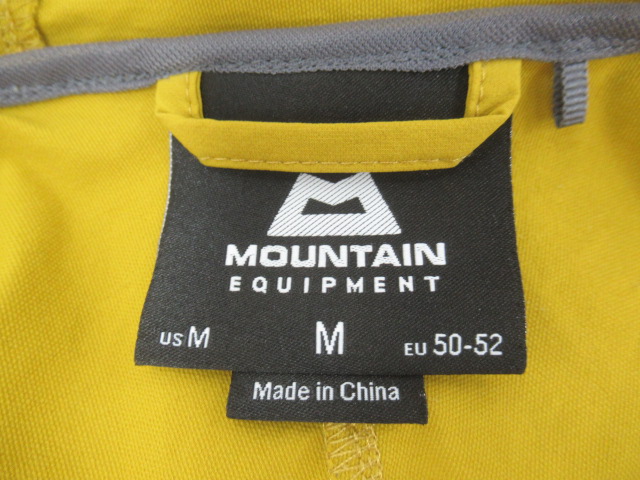 MOUNTAIN
EQUIPMENT
US M M EU 50-52
Made in China